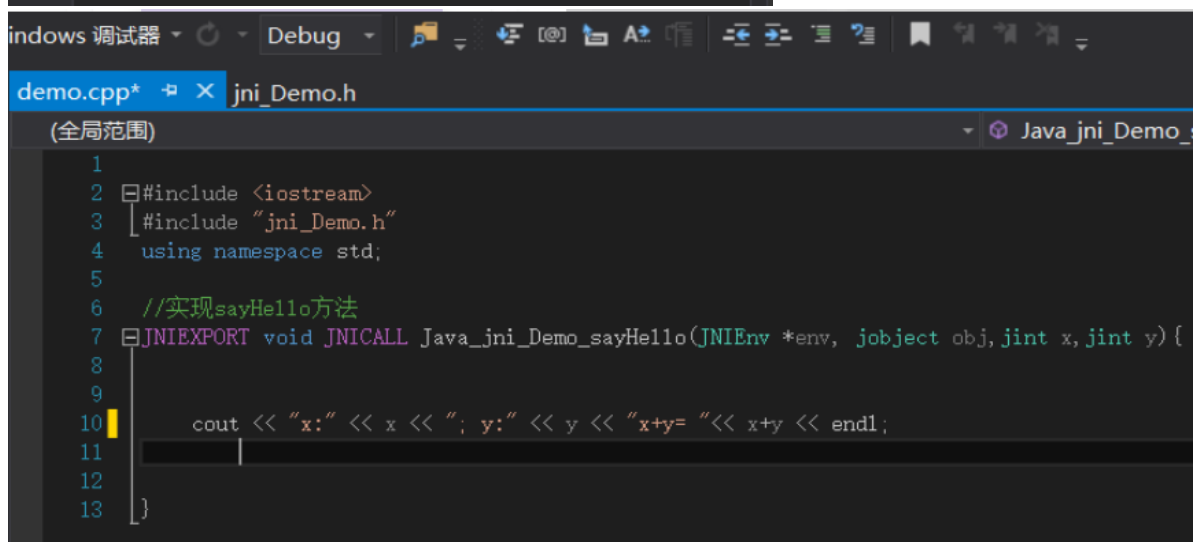 indows 调试器 Debug
demo.cpp* jni_Demo.h
(全局范围) Java_jni_Demo_
1
2 #include <iostream>
3 #include "jni_Demo.h"
4 using namespace std;
5
6 //实现sayHello方法
7 JNIEXPORT void JNICALL Java_jni_Demo_sayHello(JNIEnv *env, jobject obj,jint x,jint y){
8
9
10 cout << "x:" << x << "; y:" << y << "x+y= "<< x+y << endl;
11
12
13 }